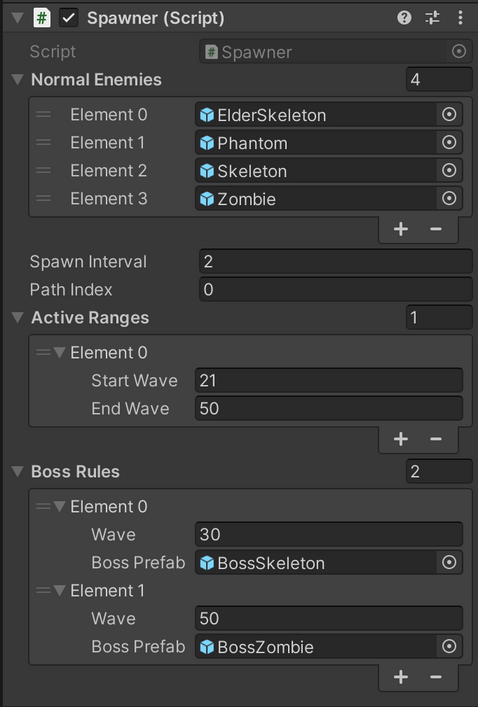 Spawner (Script)
Script Spawner
Normal Enemies 4
Element 0 ElderSkeleton
Element 1 Phantom
Element 2 Skeleton
Element 3 Zombie
+ −
Spawn Interval 2
Path Index 0
Active Ranges 1
Element 0
Start Wave 21
End Wave 50
+ −
Boss Rules 2
Element 0
Wave 30
Boss Prefab BossSkeleton
Element 1
Wave 50
Boss Prefab BossZombie
+ −